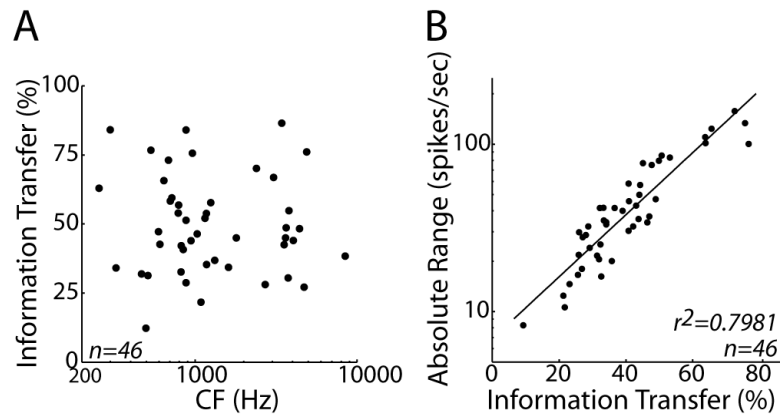 A
Information Transfer (%)
100
75
50
25
0
n=46
200
1000
10000
CF (Hz)
B
Absolute Range (spikes/sec)
100
10
r²=0.7981
n=46
0
20
40
60
80
Information Transfer (%)